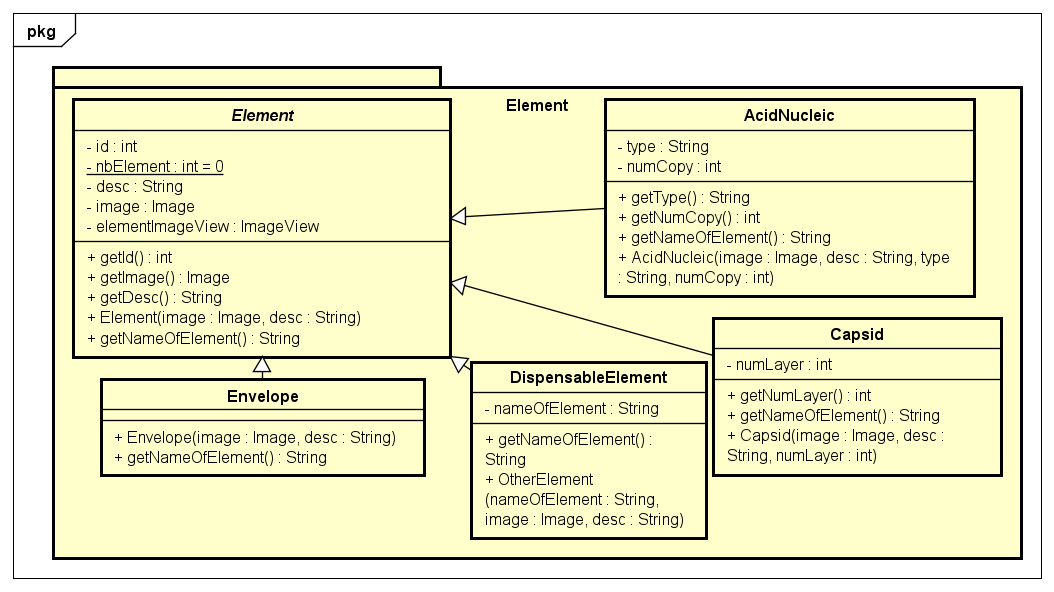 pkg
Element
Element
- id : int
- nbElement : int = 0
- desc : String
- image : Image
- elementImageView : ImageView
+ getId() : int
+ getImage() : Image
+ getDesc() : String
+ Element(image : Image, desc : String)
+ getNameOfElement() : String
AcidNucleic
- type : String
- numCopy : int
+ getType() : String
+ getNumCopy() : int
+ getNameOfElement() : String
+ AcidNucleic(image : Image, desc : String, type
: String, numCopy : int)
Capsid
- numLayer : int
+ getNumLayer() : int
+ getNameOfElement() : String
+ Capsid(image : Image, desc :
String, numLayer : int)
Envelope
+ Envelope(image : Image, desc : String)
+ getNameOfElement() : String
DispensableElement
- nameOfElement : String
+ getNameOfElement() :
String
+ OtherElement
(nameOfElement : String,
image : Image, desc : String)